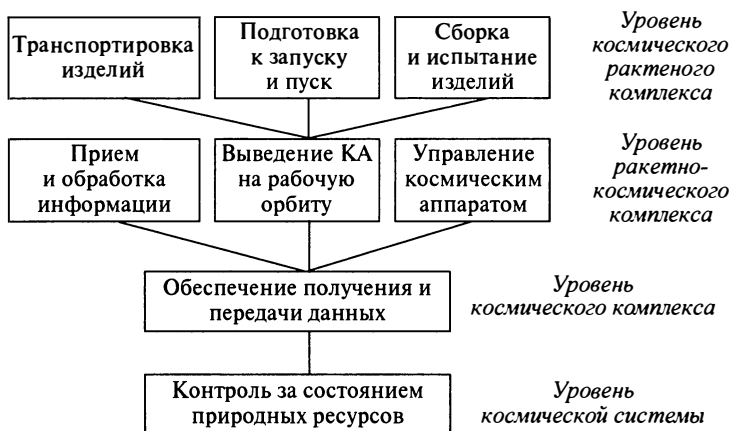 Транспортировка
изделий
Подготовка
к запуску
и пуск
Сборка
и испытание
изделий
Уровень
космического
рактеного
комплекса
Прием
и обработка
информации
Выведение КА
на рабочую
орбиту
Управление
космическим
аппаратом
Уровень
ракетно-
космического
комплекса
Обеспечение получения и
передачи данных
Уровень
космического комплекса
Контроль за состоянием
природных ресурсов
Уровень
космической системы